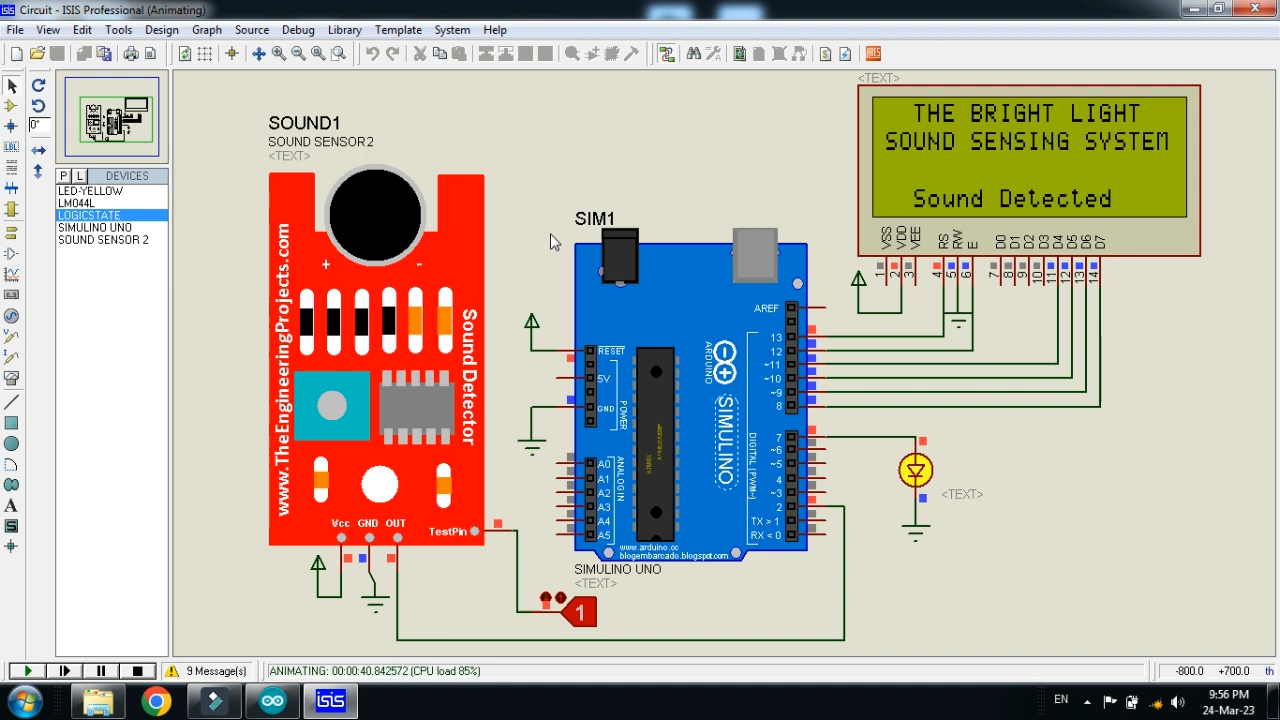 Circuit - ISIS Professional (Animating)
File View Edit Tools Design Graph Source Debug Library Template System Help
0°
LBL
A
P L DEVICES
LED-YELLOW
LM044L
LOGICSTATE
SIMULINO UNO
SOUND SENSOR 2
SOUND1
SOUND SENSOR2
<TEXT>
+ -
www.TheEngineeringProjects.com
Sound Detector
Vcc GND OUT
TestPin
1
SIM1
RESET
5V
GND
POWER
A0
A1
A2
A3
A4
A5
ANALOG IN
ARDUINO
SIMULINO
AREF
13
12
~11
~10
~9
8
7
~6
~5
4
~3
2
TX > 1
RX < 0
DIGITAL (PWM~)
www.arduino.cc
blogembarcado.blogspot.com
SIMULINO UNO
<TEXT>
<TEXT>
THE BRIGHT LIGHT
SOUND SENSING SYSTEM
Sound Detected
VSS VDD VEE RS RW E D0 D1 D2 D3 D4 D5 D6 D7
1 2 3 4 5 6 7 8 9 10 11 12 13 14
<TEXT>
9 Message(s) ANIMATING: 00:00:40.842572 (CPU load 85%) -800.0 +700.0 th
isis
EN 9:56 PM
24-Mar-23